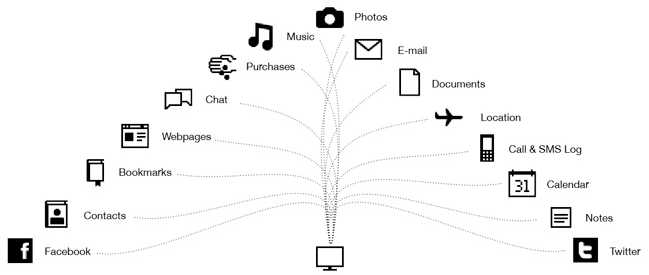 Photos
Music
E-mail
Purchases
Documents
Chat
Location
Webpages
Call & SMS Log
Bookmarks
31
Calendar
Contacts
Notes
f
Facebook
t
Twitter